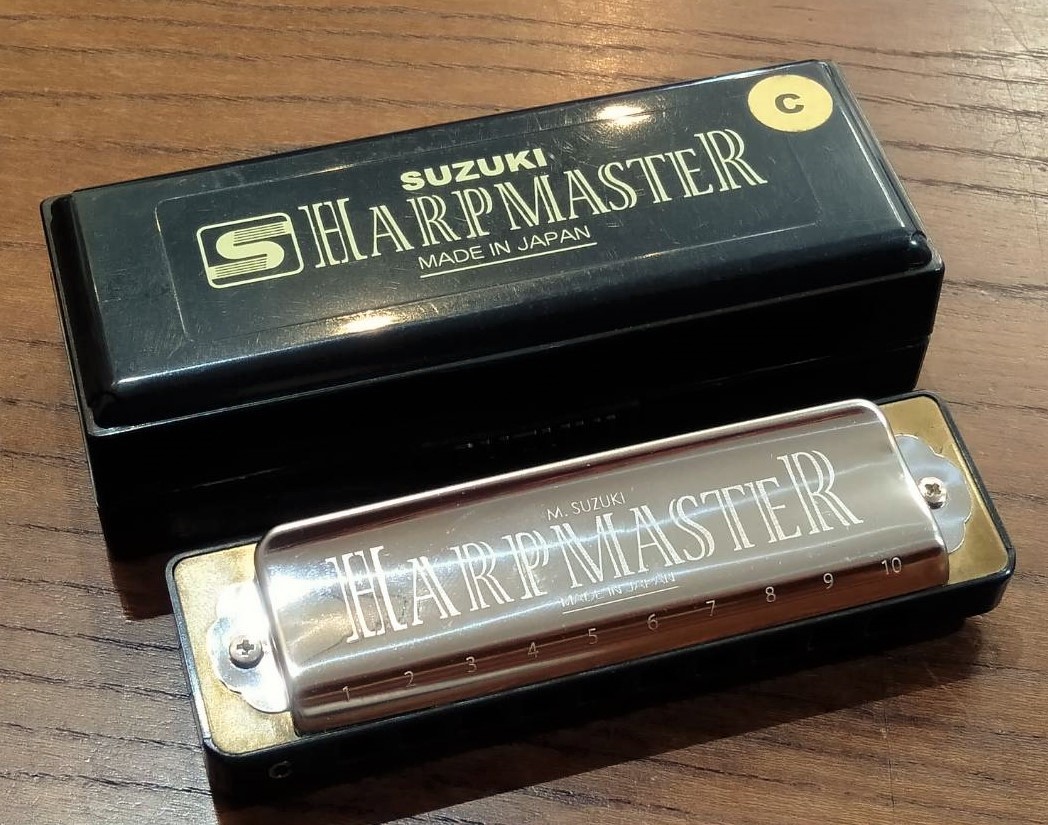 C
SUZUKI
S HARPMASTER
MADE IN JAPAN
M. SUZUKI
HARPMASTER
MADE IN JAPAN
1 2 3 4 5 6 7 8 9 10
C